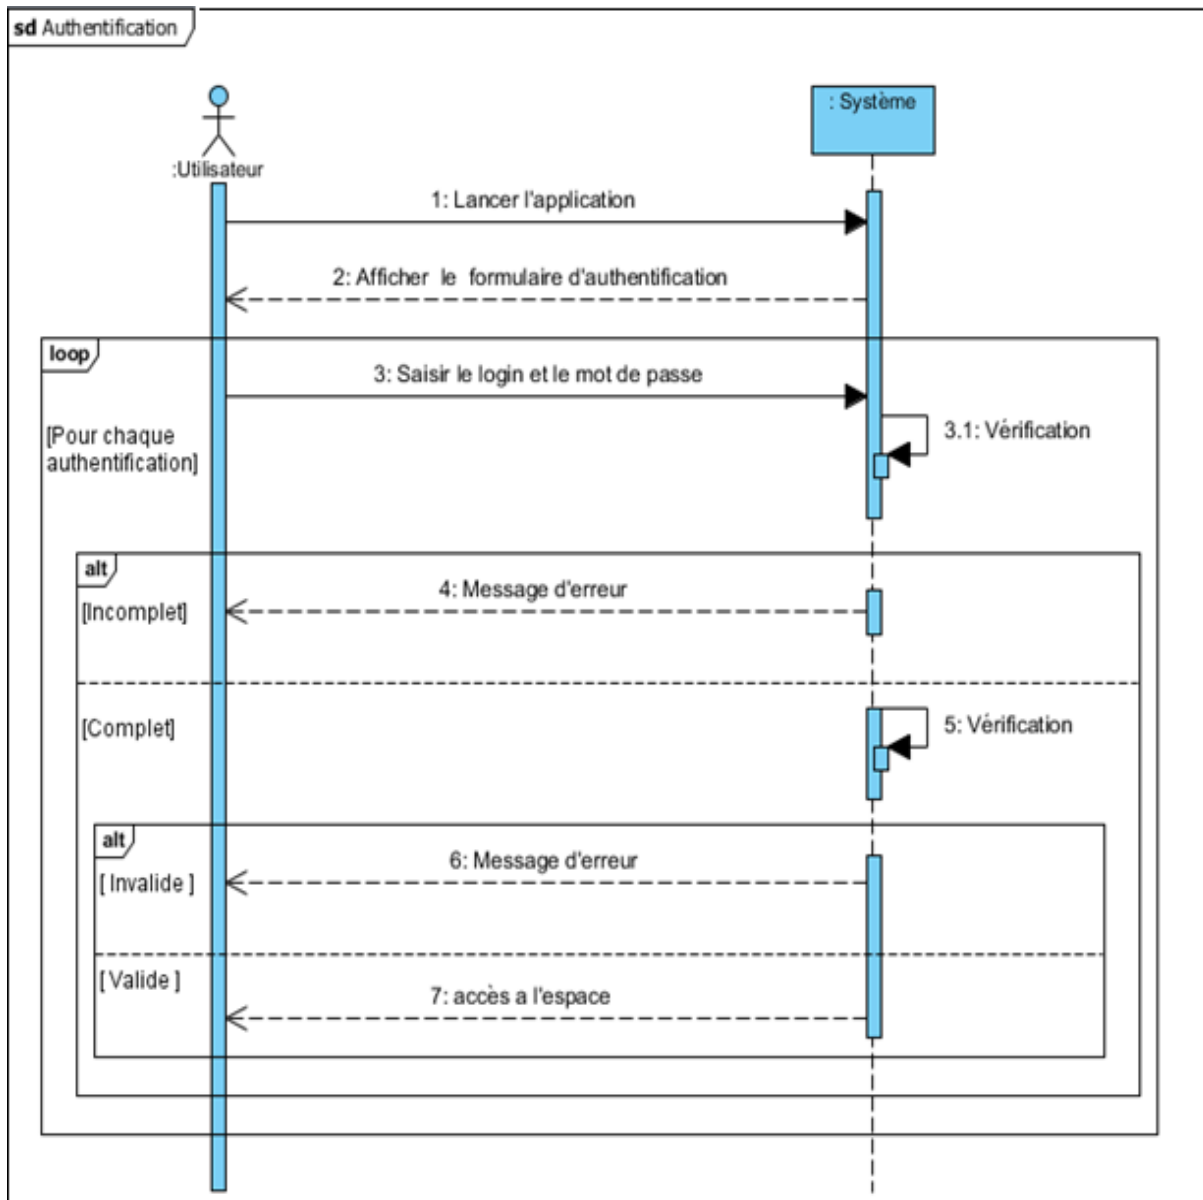 sd Authentification
: Système
:Utilisateur
1: Lancer l'application
2: Afficher le formulaire d'authentification
loop
3: Saisir le login et le mot de passe
3.1: Vérification
[Pour chaque
authentification]
alt
4: Message d'erreur
[Incomplet]
[Complet]
5: Vérification
alt
6: Message d'erreur
[ Invalide ]
[ Valide ]
7: accès a l'espace